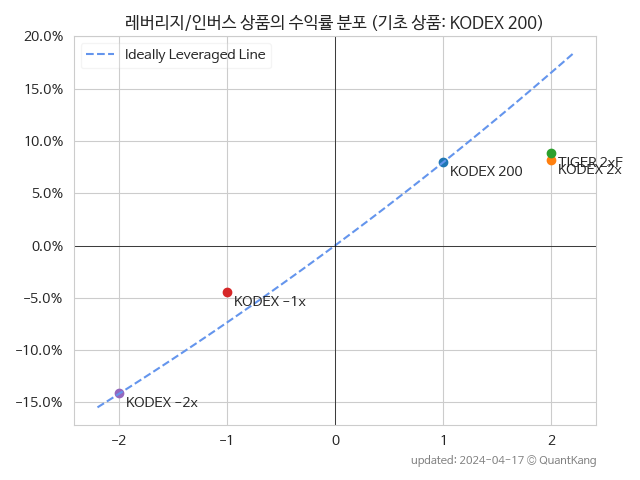 레버리지/인버스 상품의 수익률 분포 (기초 상품: KODEX 200)
20.0%
Ideally Leveraged Line
15.0%
10.0%
TIGER 2xF
KODEX 2x
KODEX 200
5.0%
0.0%
−5.0%
KODEX −1x
−10.0%
−15.0%
KODEX −2x
−2 −1 0 1 2
updated: 2024-04-17 © QuantKang